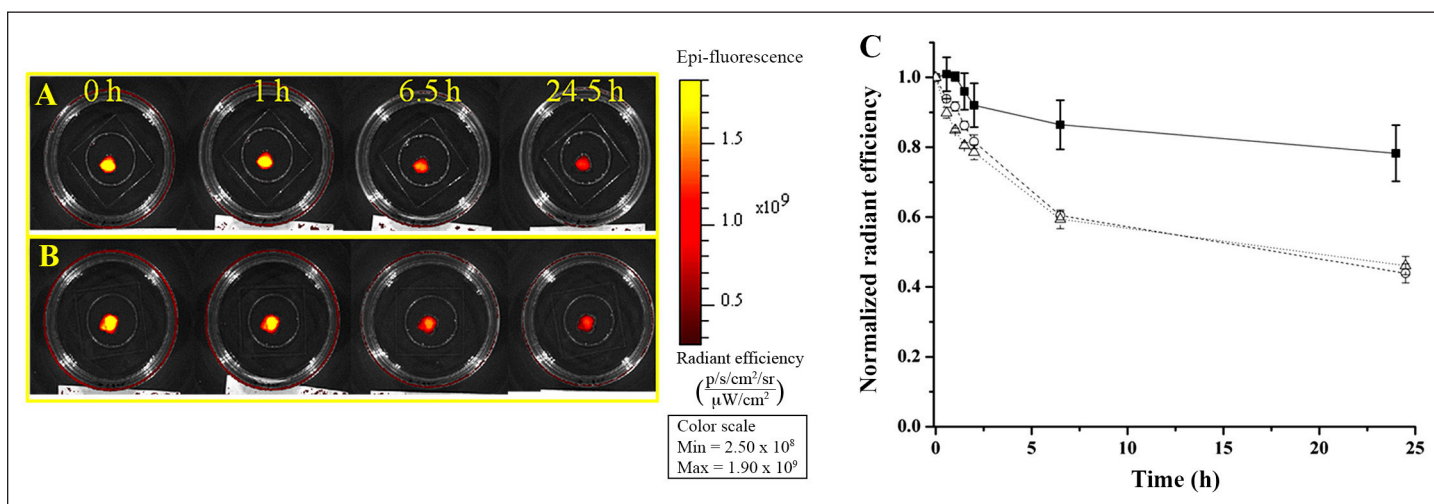 A
0 h
1 h
6.5 h
24.5 h
B
Epi-fluorescence
1.5
1.0
x10⁹
0.5
Radiant efficiency
(p/s/cm²/sr
μW/cm²)
Color scale
Min = 2.50 x 10⁸
Max = 1.90 x 10⁹
C
Normalized radiant efficiency
1.0
0.8
0.6
0.4
0.2
0.0
0
5
10
15
20
25
Time (h)